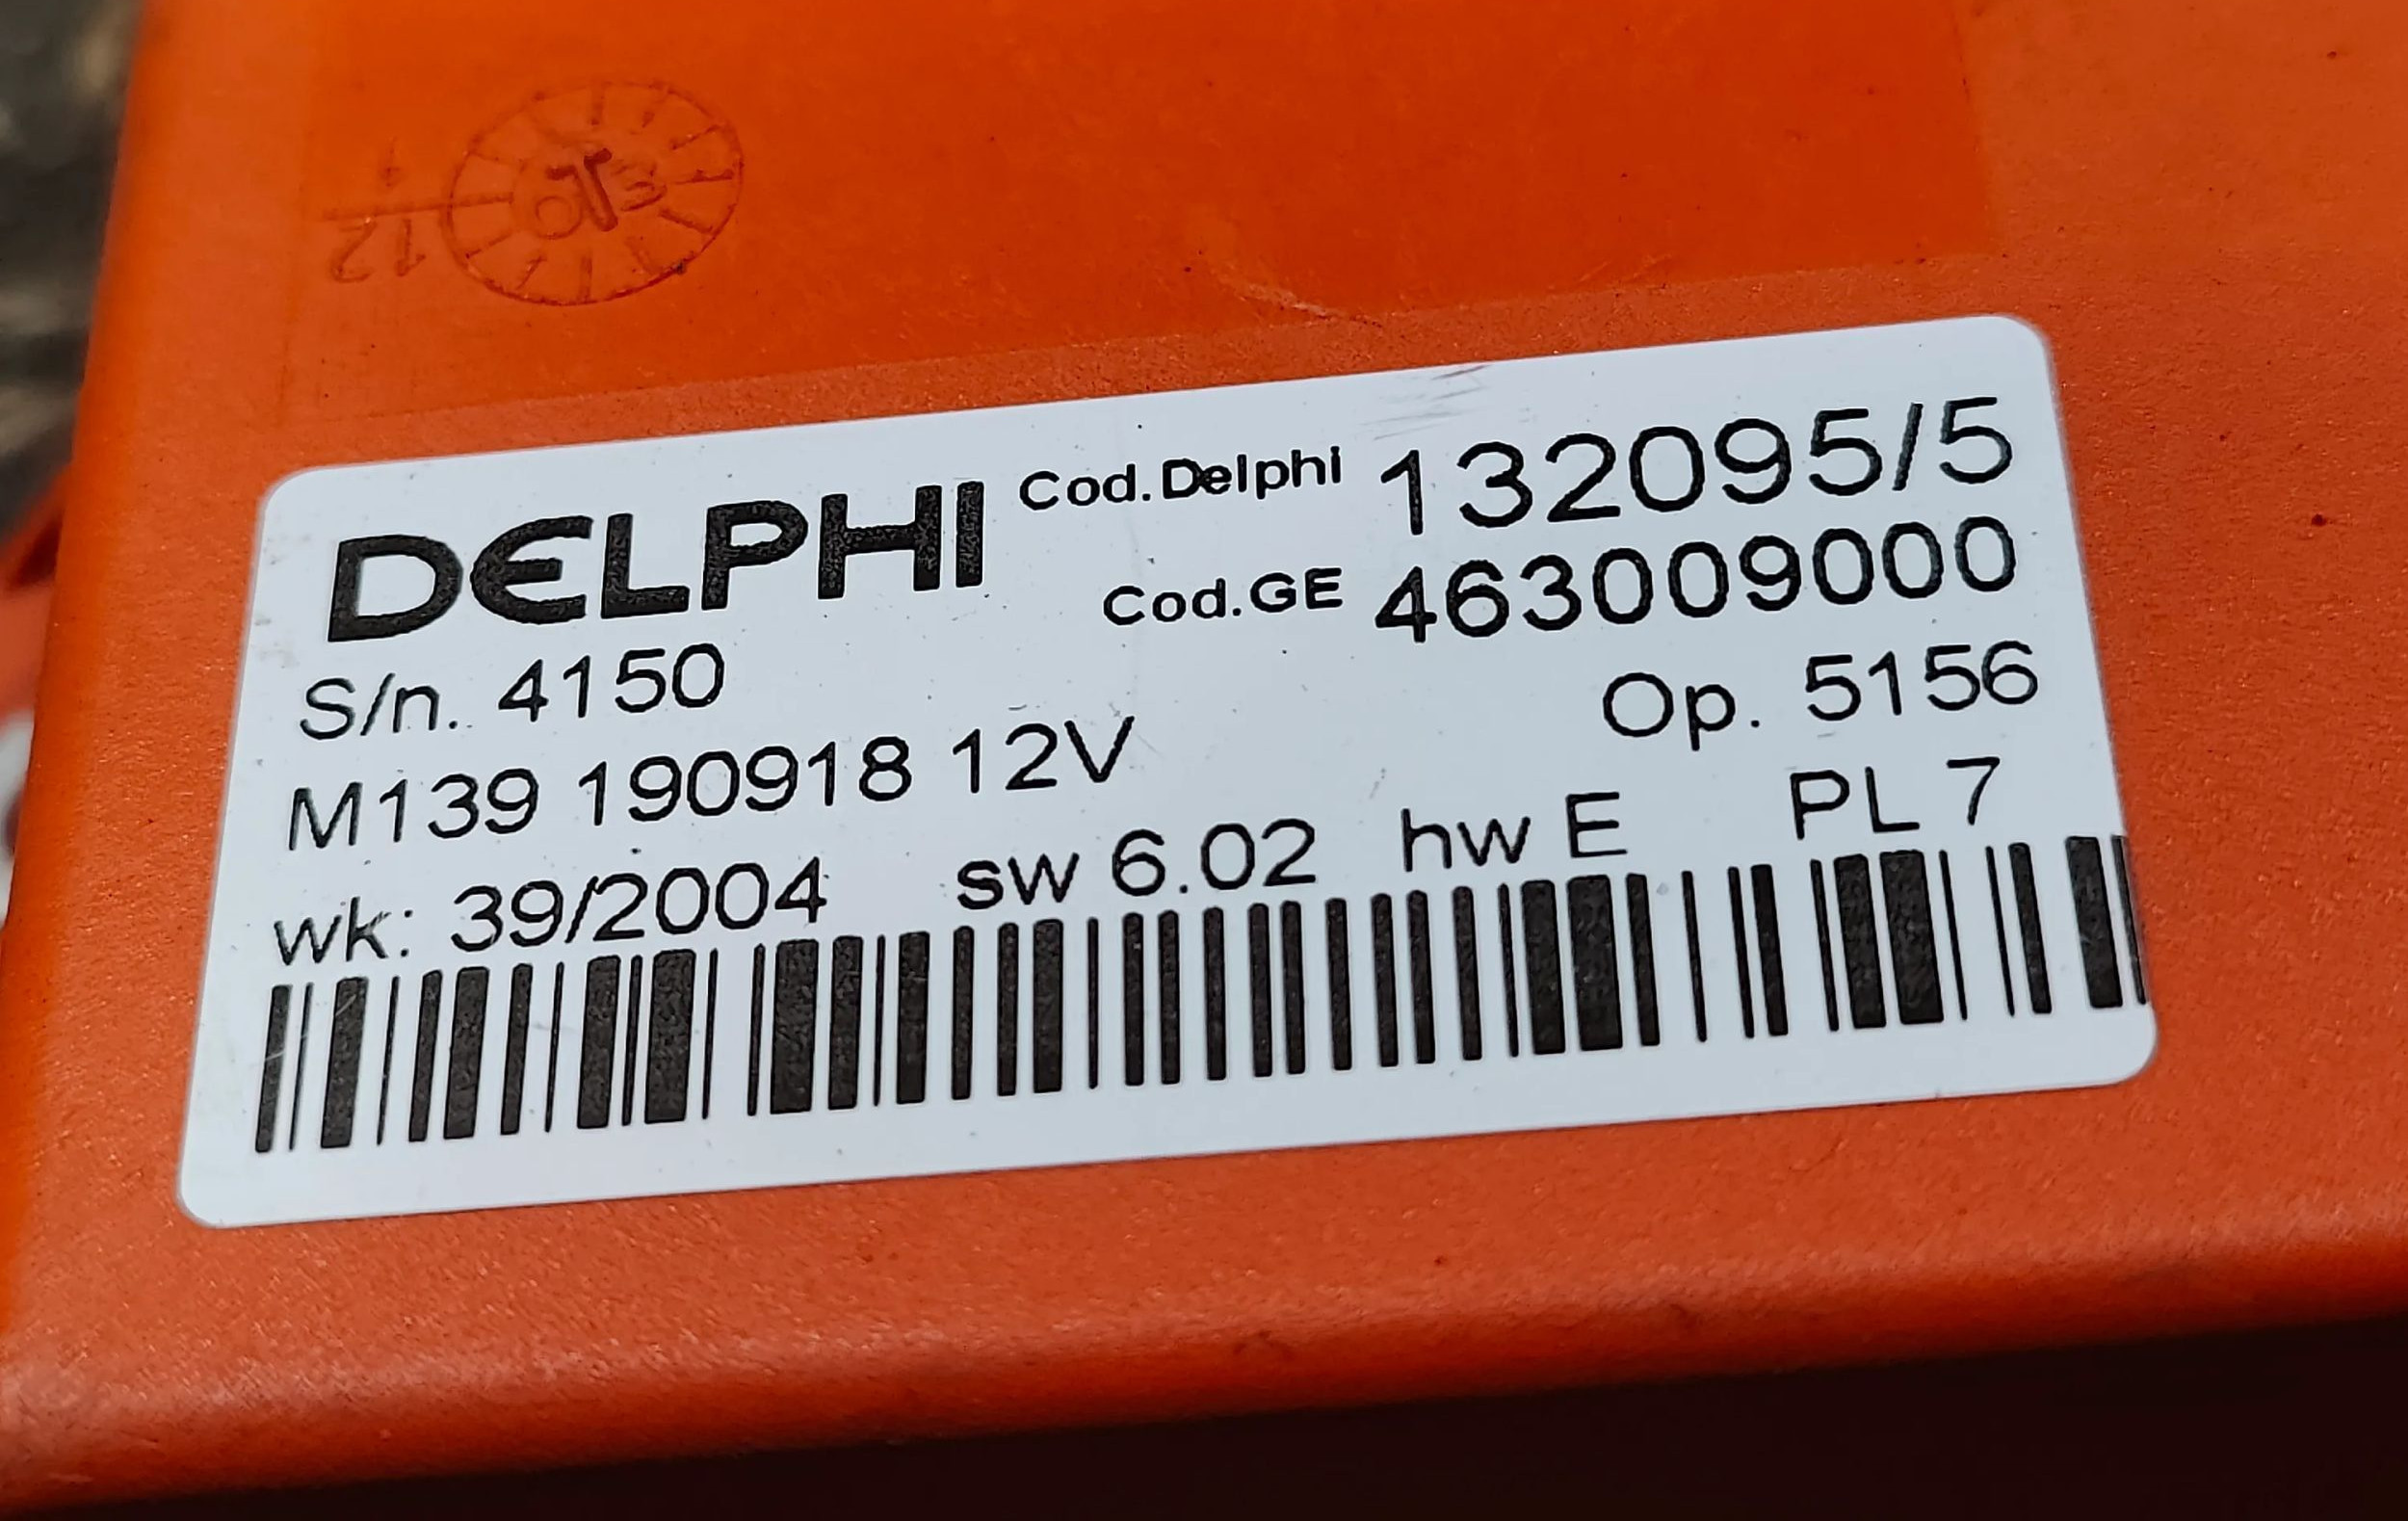 DELPHI Cod.Delphi 132095/5
Cod.GE 463009000
S/n. 4150 Op. 5156
M139 190918 12V PL 7
wk: 39/2004 sw 6.02 hw E
12